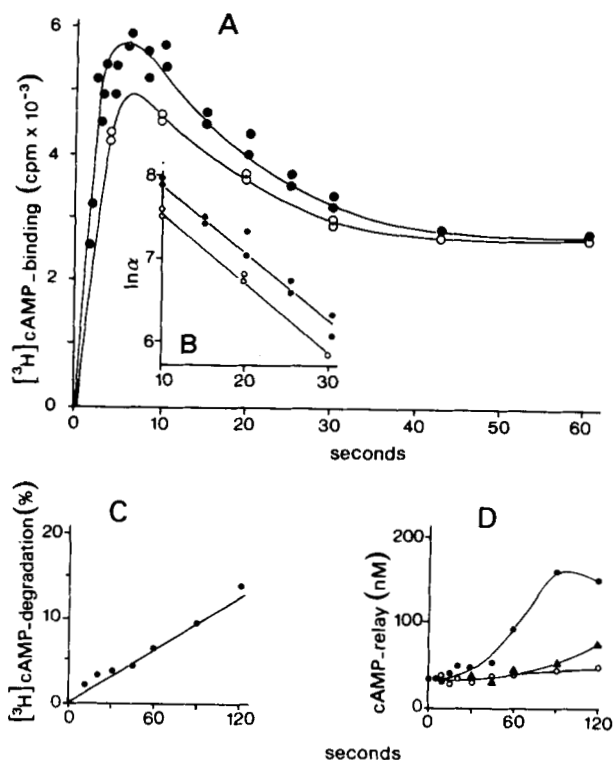 A
[³H]cAMP-binding (cpm x 10⁻³)
6
4
2
0
0
10
20
30
40
50
60
seconds
B
ln α
8
7
6
10
20
30
C
[³H]cAMP-degradation (%)
20
10
0
0
60
120
D
cAMP-relay (nM)
200
100
0
0
60
120
seconds